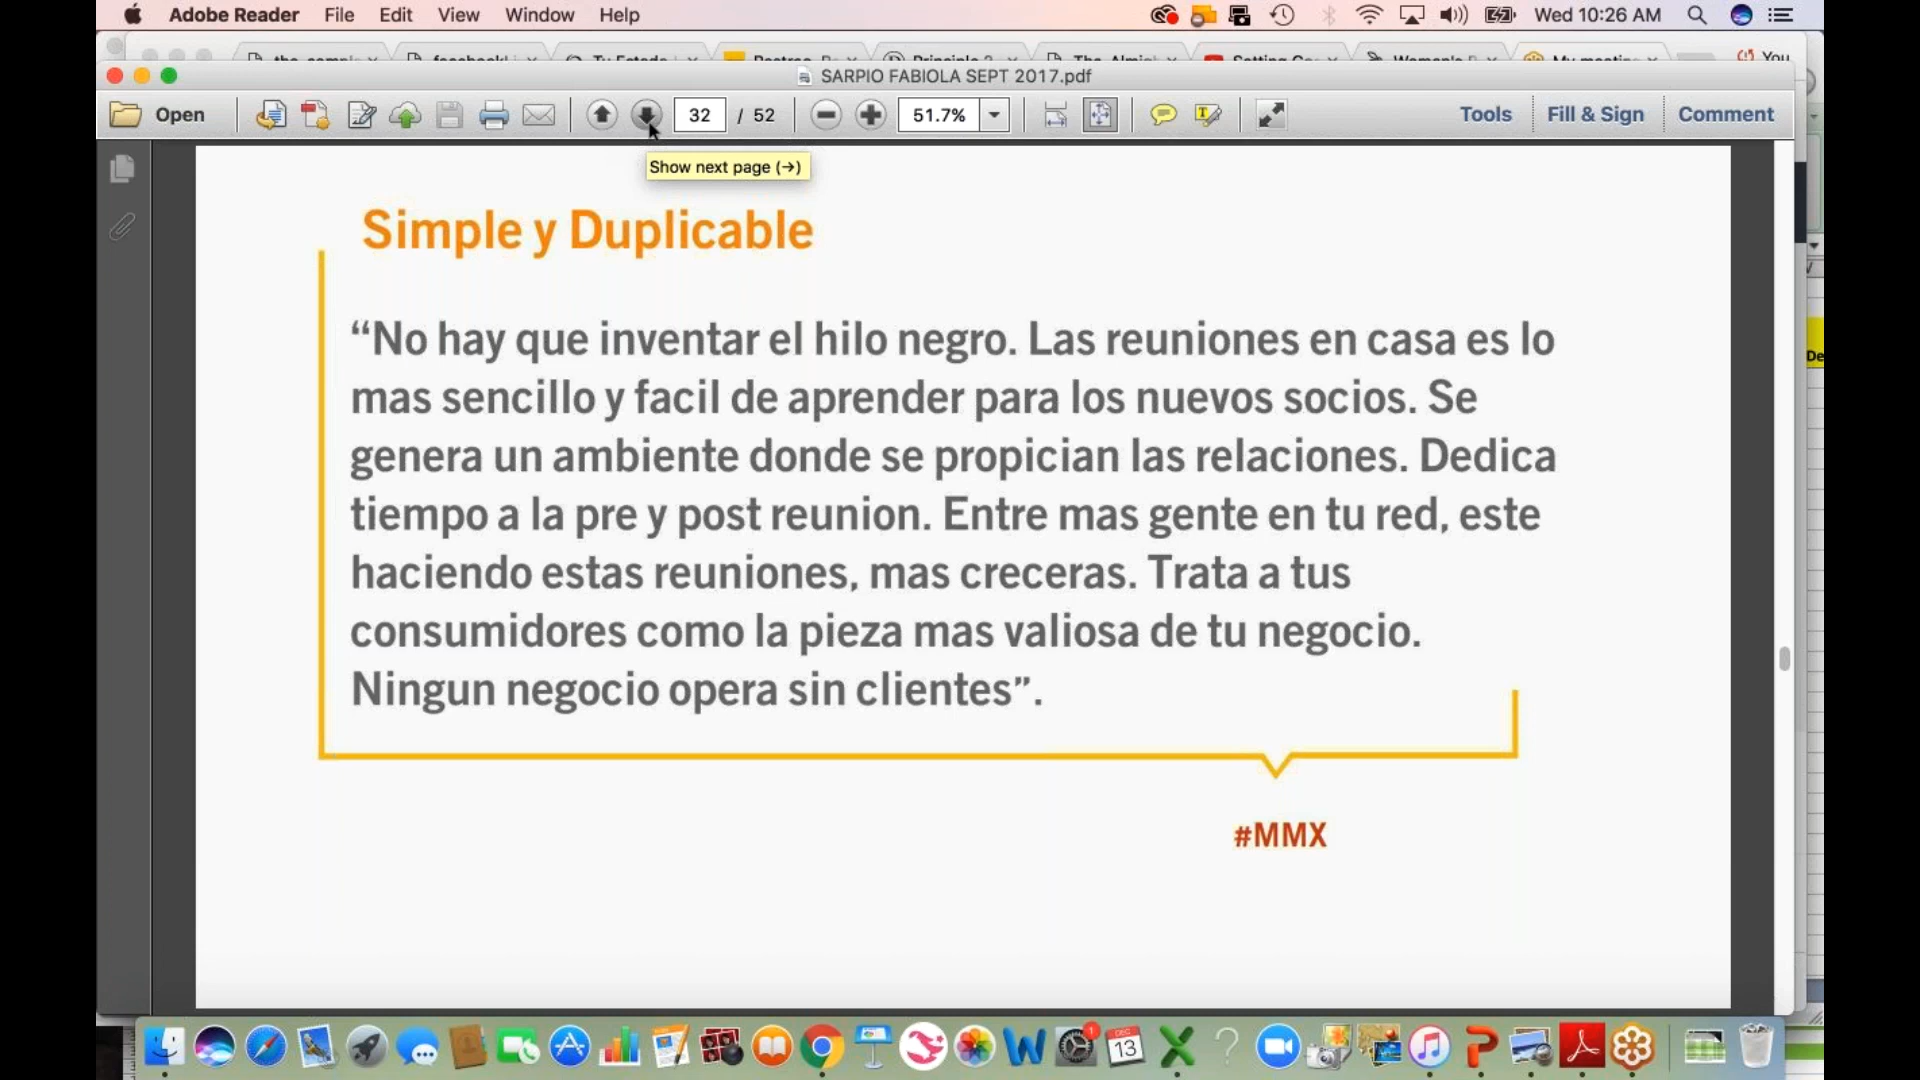 Adobe Reader File Edit View Window Help Wed 10:26 AM
SARPIO FABIOLA SEPT 2017.pdf
Open 32 / 52 51.7% Tools Fill & Sign Comment
Show next page (→)
Simple y Duplicable
“No hay que inventar el hilo negro. Las reuniones en casa es lo
mas sencillo y facil de aprender para los nuevos socios. Se
genera un ambiente donde se propician las relaciones. Dedica
tiempo a la pre y post reunion. Entre mas gente en tu red, este
haciendo estas reuniones, mas creceras. Trata a tus
consumidores como la pieza mas valiosa de tu negocio.
Ningun negocio opera sin clientes”.
#MMX
De
DEC
13